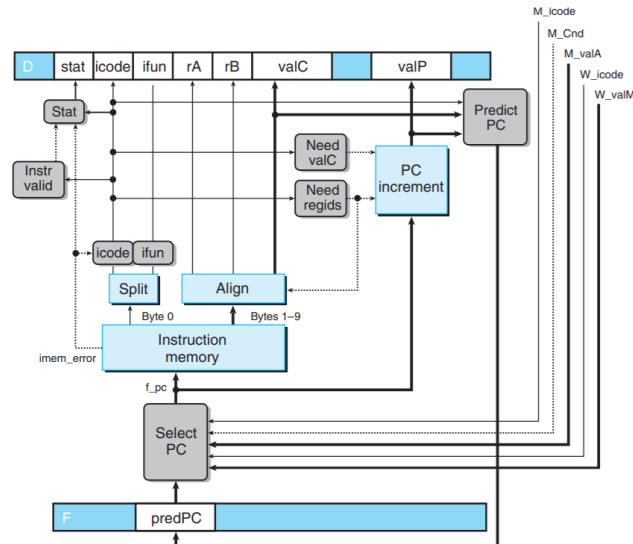 M_icode
M_Cnd
M_valA
W_icode
W_valM
D stat icode ifun rA rB valC valP
Stat
Predict
PC
Need
valC
Instr
valid
PC
increment
Need
regids
icode ifun
Split
Align
Byte 0
Bytes 1–9
Instruction
memory
imem_error
f_pc
Select
PC
F predPC